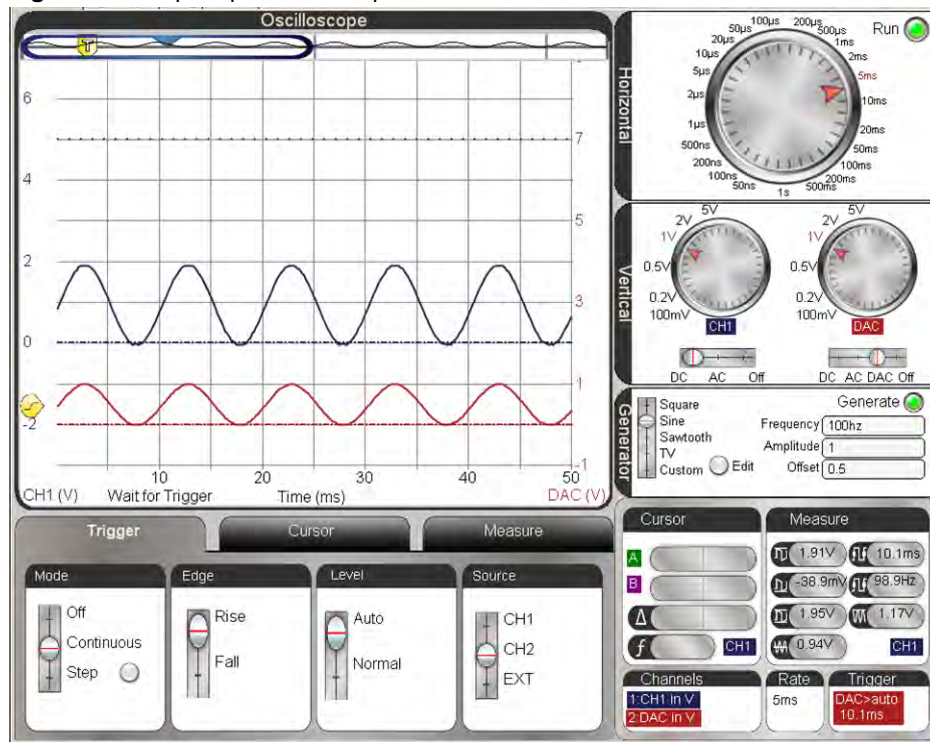 Oscilloscope
T
6
4
2
0
-2
7
5
3
1
-1
10
20
30
40
50
CH1 (V)
Wait for Trigger
Time (ms)
DAC (V)
Horizontal
Run
50ns
100ns
200ns
500ns
1µs
2µs
5µs
10µs
20µs
50µs
100µs
200µs
500µs
1ms
2ms
5ms
10ms
20ms
50ms
100ms
200ms
500ms
1s
Vertical
5V
2V
1V
0.5V
0.2V
100mV
CH1
DC AC Off
5V
2V
1V
0.5V
0.2V
100mV
DAC
DC AC DAC Off
Generator
Square
Sine
Sawtooth
TV
Custom
Edit
Generate
Frequency 100hz
Amplitude 1
Offset 0.5
Trigger
Cursor
Measure
Mode
Off
Continuous
Step
Edge
Rise
Fall
Level
Auto
Normal
Source
CH1
CH2
EXT
Cursor
A
B
Δ
f
CH1
Measure
1.91V
10.1ms
-38.9mV
98.9Hz
1.95V
1.17V
0.94V
CH1
Channels
1:CH1 in V
2:DAC in V
Rate
5ms
Trigger
DAC>auto
10.1ms